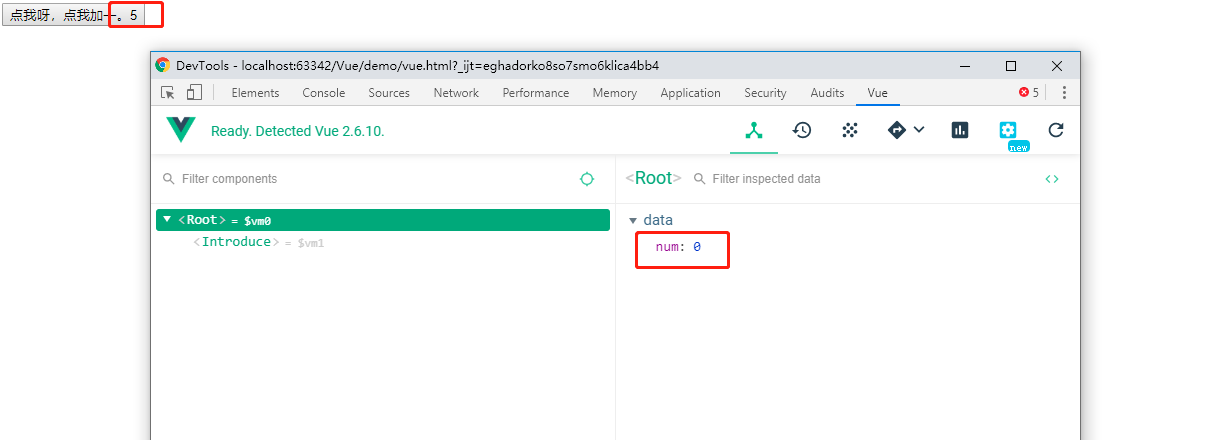 点我呀，点我加一。5
DevTools - localhost:63342/Vue/demo/vue.html?_ijt=eghadorko8so7smo6klica4bb4
Elements Console Sources Network Performance Memory Application Security Audits Vue 5
Ready. Detected Vue 2.6.10.
new
Filter components
<Root> Filter inspected data
<Root> = $vm0
<Introduce> = $vm1
data
num: 0